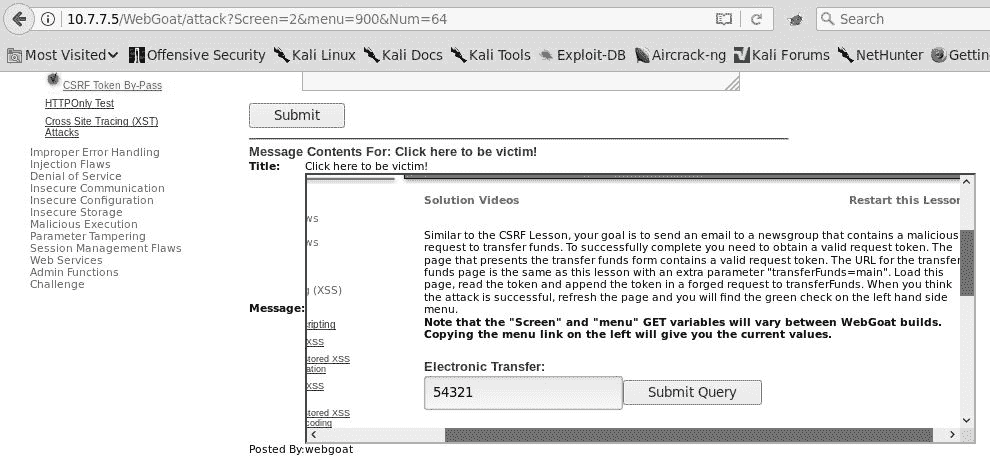 10.7.7.5/WebGoat/attack?Screen=2&menu=900&Num=64
Search
Most Visited
Offensive Security
Kali Linux
Kali Docs
Kali Tools
Exploit-DB
Aircrack-ng
Kali Forums
NetHunter
Gettin
CSRF Token By-Pass
HTTPOnly Test
Cross Site Tracing (XST)
Attacks
Improper Error Handling
Injection Flaws
Denial of Service
Insecure Communication
Insecure Configuration
Insecure Storage
Malicious Execution
Parameter Tampering
Session Management Flaws
Web Services
Admin Functions
Challenge
Submit
Message Contents For: Click here to be victim!
Title: Click here to be victim!
Message:
ws
ws
(XSS)
ripting
XSS
tored XSS
ation
XSS
tored XSS
coding
Solution Videos
Restart this Lesson
Similar to the CSRF Lesson, your goal is to send an email to a newsgroup that contains a malicious
request to transfer funds. To successfully complete you need to obtain a valid request token. The
page that presents the transfer funds form contains a valid request token. The URL for the transfer
funds page is the same as this lesson with an extra parameter "transferFunds=main". Load this
page, read the token and append the token in a forged request to transferFunds. When you think
the attack is successful, refresh the page and you will find the green check on the left hand side
menu.
Note that the "Screen" and "menu" GET variables will vary between WebGoat builds.
Copying the menu link on the left will give you the current values.
Electronic Transfer:
54321
Submit Query
Posted By:webgoat